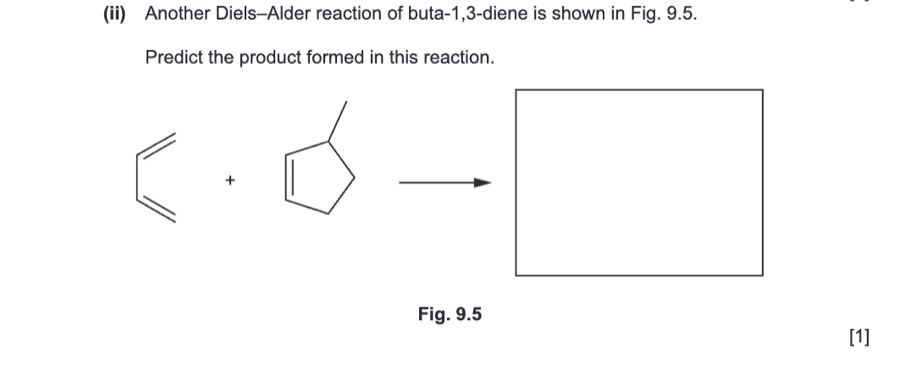 (ii) Another Diels–Alder reaction of buta-1,3-diene is shown in Fig. 9.5.
Predict the product formed in this reaction.
+
Fig. 9.5
[1]